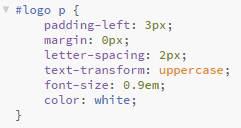 #logo p {
padding-left: 3px;
margin: 0px;
letter-spacing: 2px;
text-transform: uppercase;
font-size: 0.9em;
color: white;
}